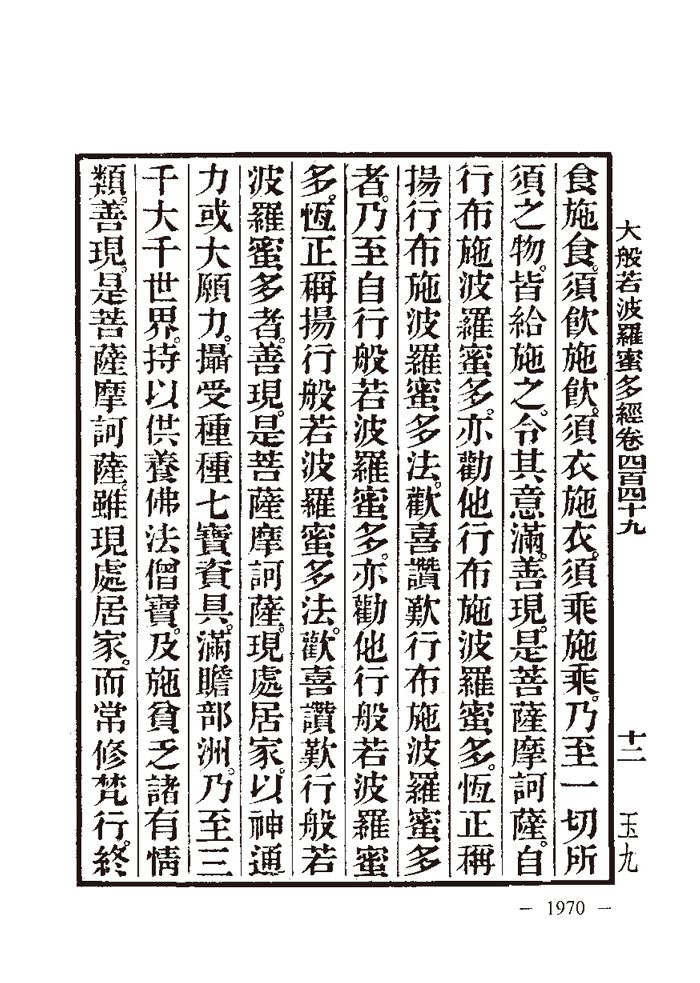 大般若波羅蜜多經卷四百四十九
十二
玉九
食施食。須飲施飲。須衣施衣。須乘施乘。乃至一切所
須之物。皆給施之。令其意滿。善現。是菩薩摩訶薩。自
行布施波羅蜜多。亦勸他行布施波羅蜜多。恆正稱
揚行布施波羅蜜多法。歡喜讚歎行布施波羅蜜多
者。乃至自行般若波羅蜜多。亦勸他行般若波羅蜜
多。恆正稱揚行般若波羅蜜多法。歡喜讚歎行般若
波羅蜜多者。善現。是菩薩摩訶薩。現處居家。以神通
力或大願力。攝受種種七寶資具。滿贍部洲。乃至三
千大千世界。持以供養佛法僧寶。及施貧乏諸有情
類。善現。是菩薩摩訶薩。雖現處居家。而常修梵行。終
— 1970 —